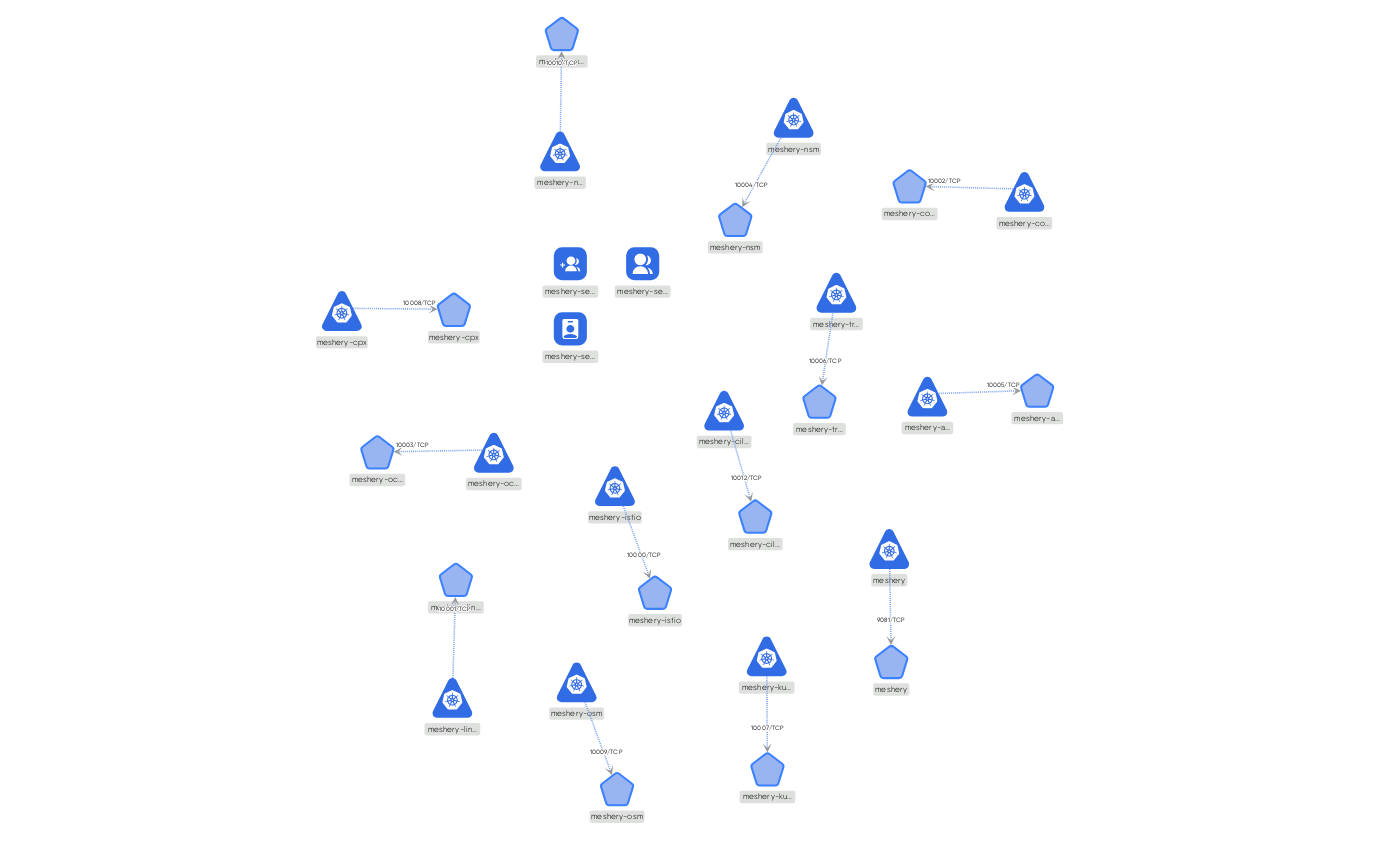 10010/TCP
meshery-n...
meshery-nsm
10004/TCP
meshery-nsm
10002/TCP
meshery-co...
meshery-co...
meshery-se...
meshery-se...
meshery-se...
10008/TCP
meshery-cpx
meshery-cpx
meshery-tr...
10006/TCP
meshery-tr...
10005/TCP
meshery-a...
meshery-a...
meshery-cil...
10012/TCP
meshery-cil...
10003/TCP
meshery-oc...
meshery-oc...
meshery-istio
10000/TCP
meshery-istio
meshery
9081/TCP
meshery
10001/TCP
meshery-lin...
meshery-osm
10009/TCP
meshery-osm
meshery-ku...
10007/TCP
meshery-ku...